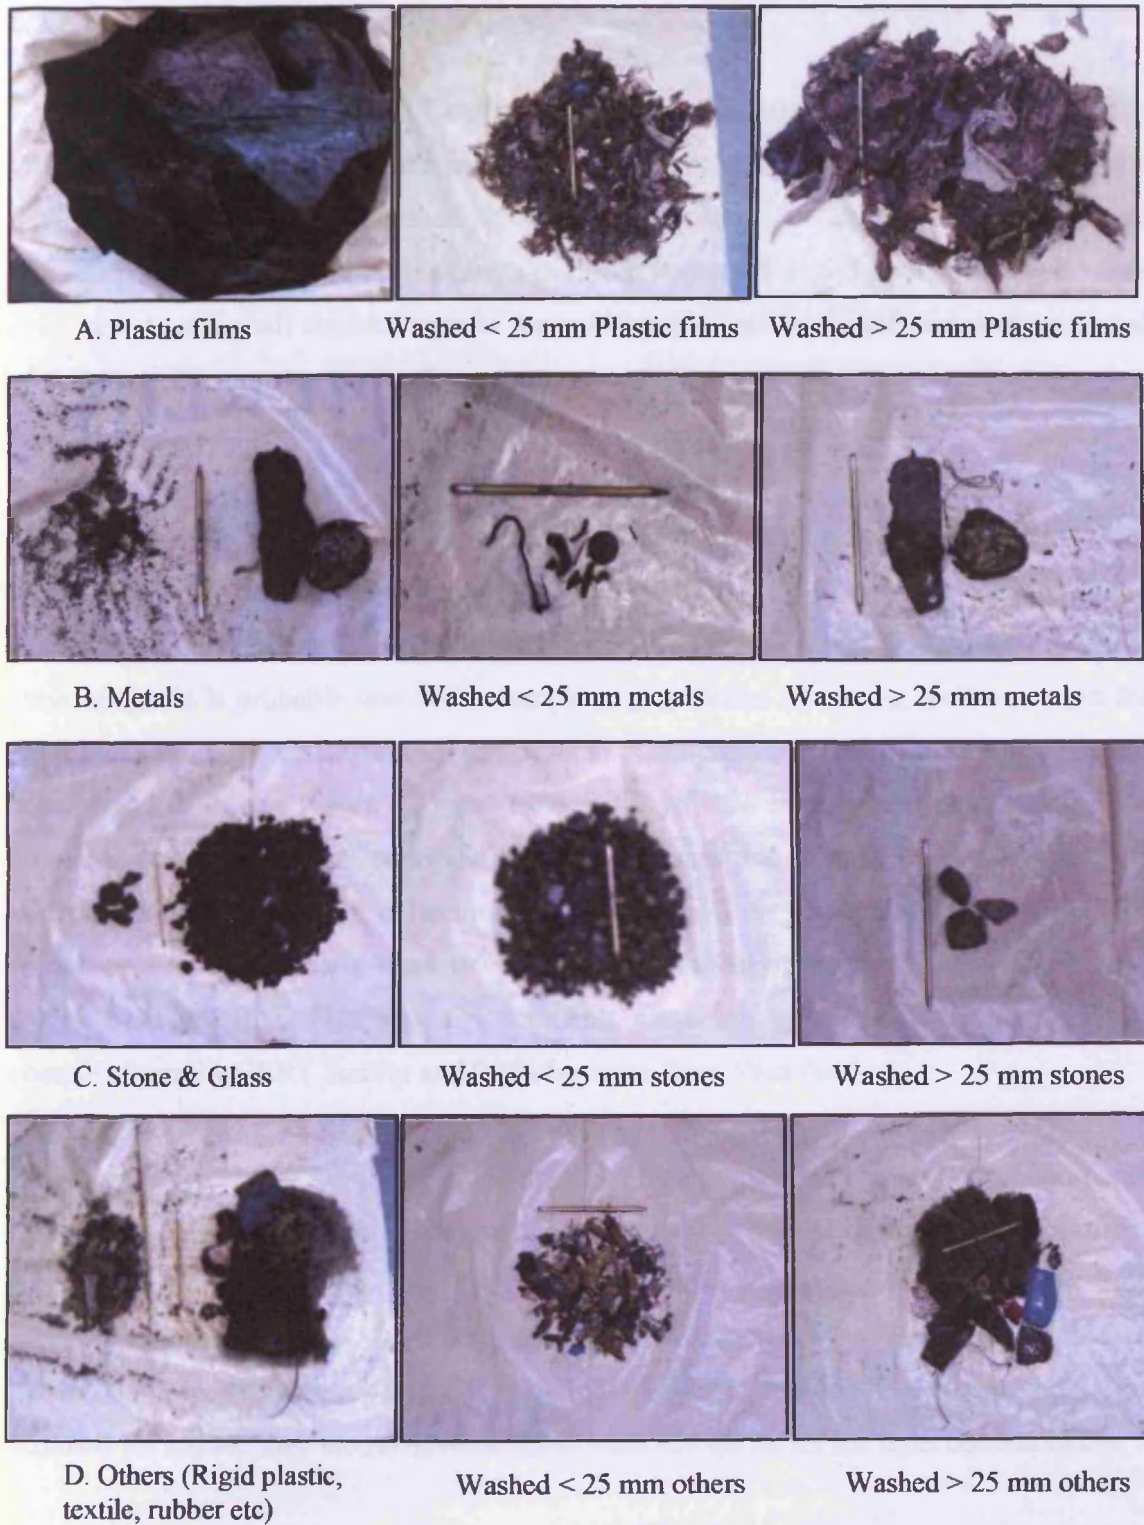 A. Plastic films
Washed < 25 mm Plastic films
Washed > 25 mm Plastic films
B. Metals
Washed < 25 mm metals
Washed > 25 mm metals
C. Stone & Glass
Washed < 25 mm stones
Washed > 25 mm stones
D. Others (Rigid plastic,
textile, rubber etc)
Washed < 25 mm others
Washed > 25 mm others